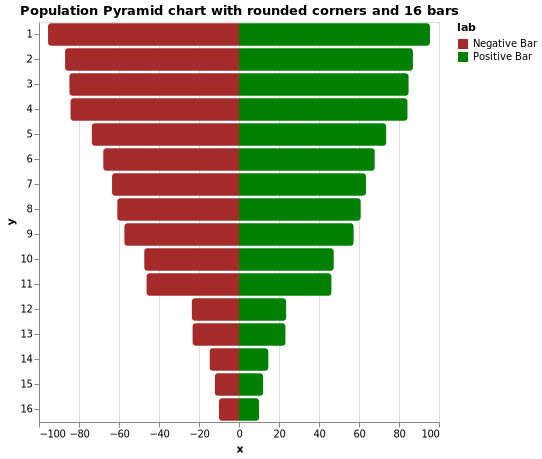 Population Pyramid chart with rounded corners and 16 bars
lab
Negative Bar
Positive Bar
y
1
2
3
4
5
6
7
8
9
10
11
12
13
14
15
16
−100 −80 −60 −40 −20 0 20 40 60 80 100
x